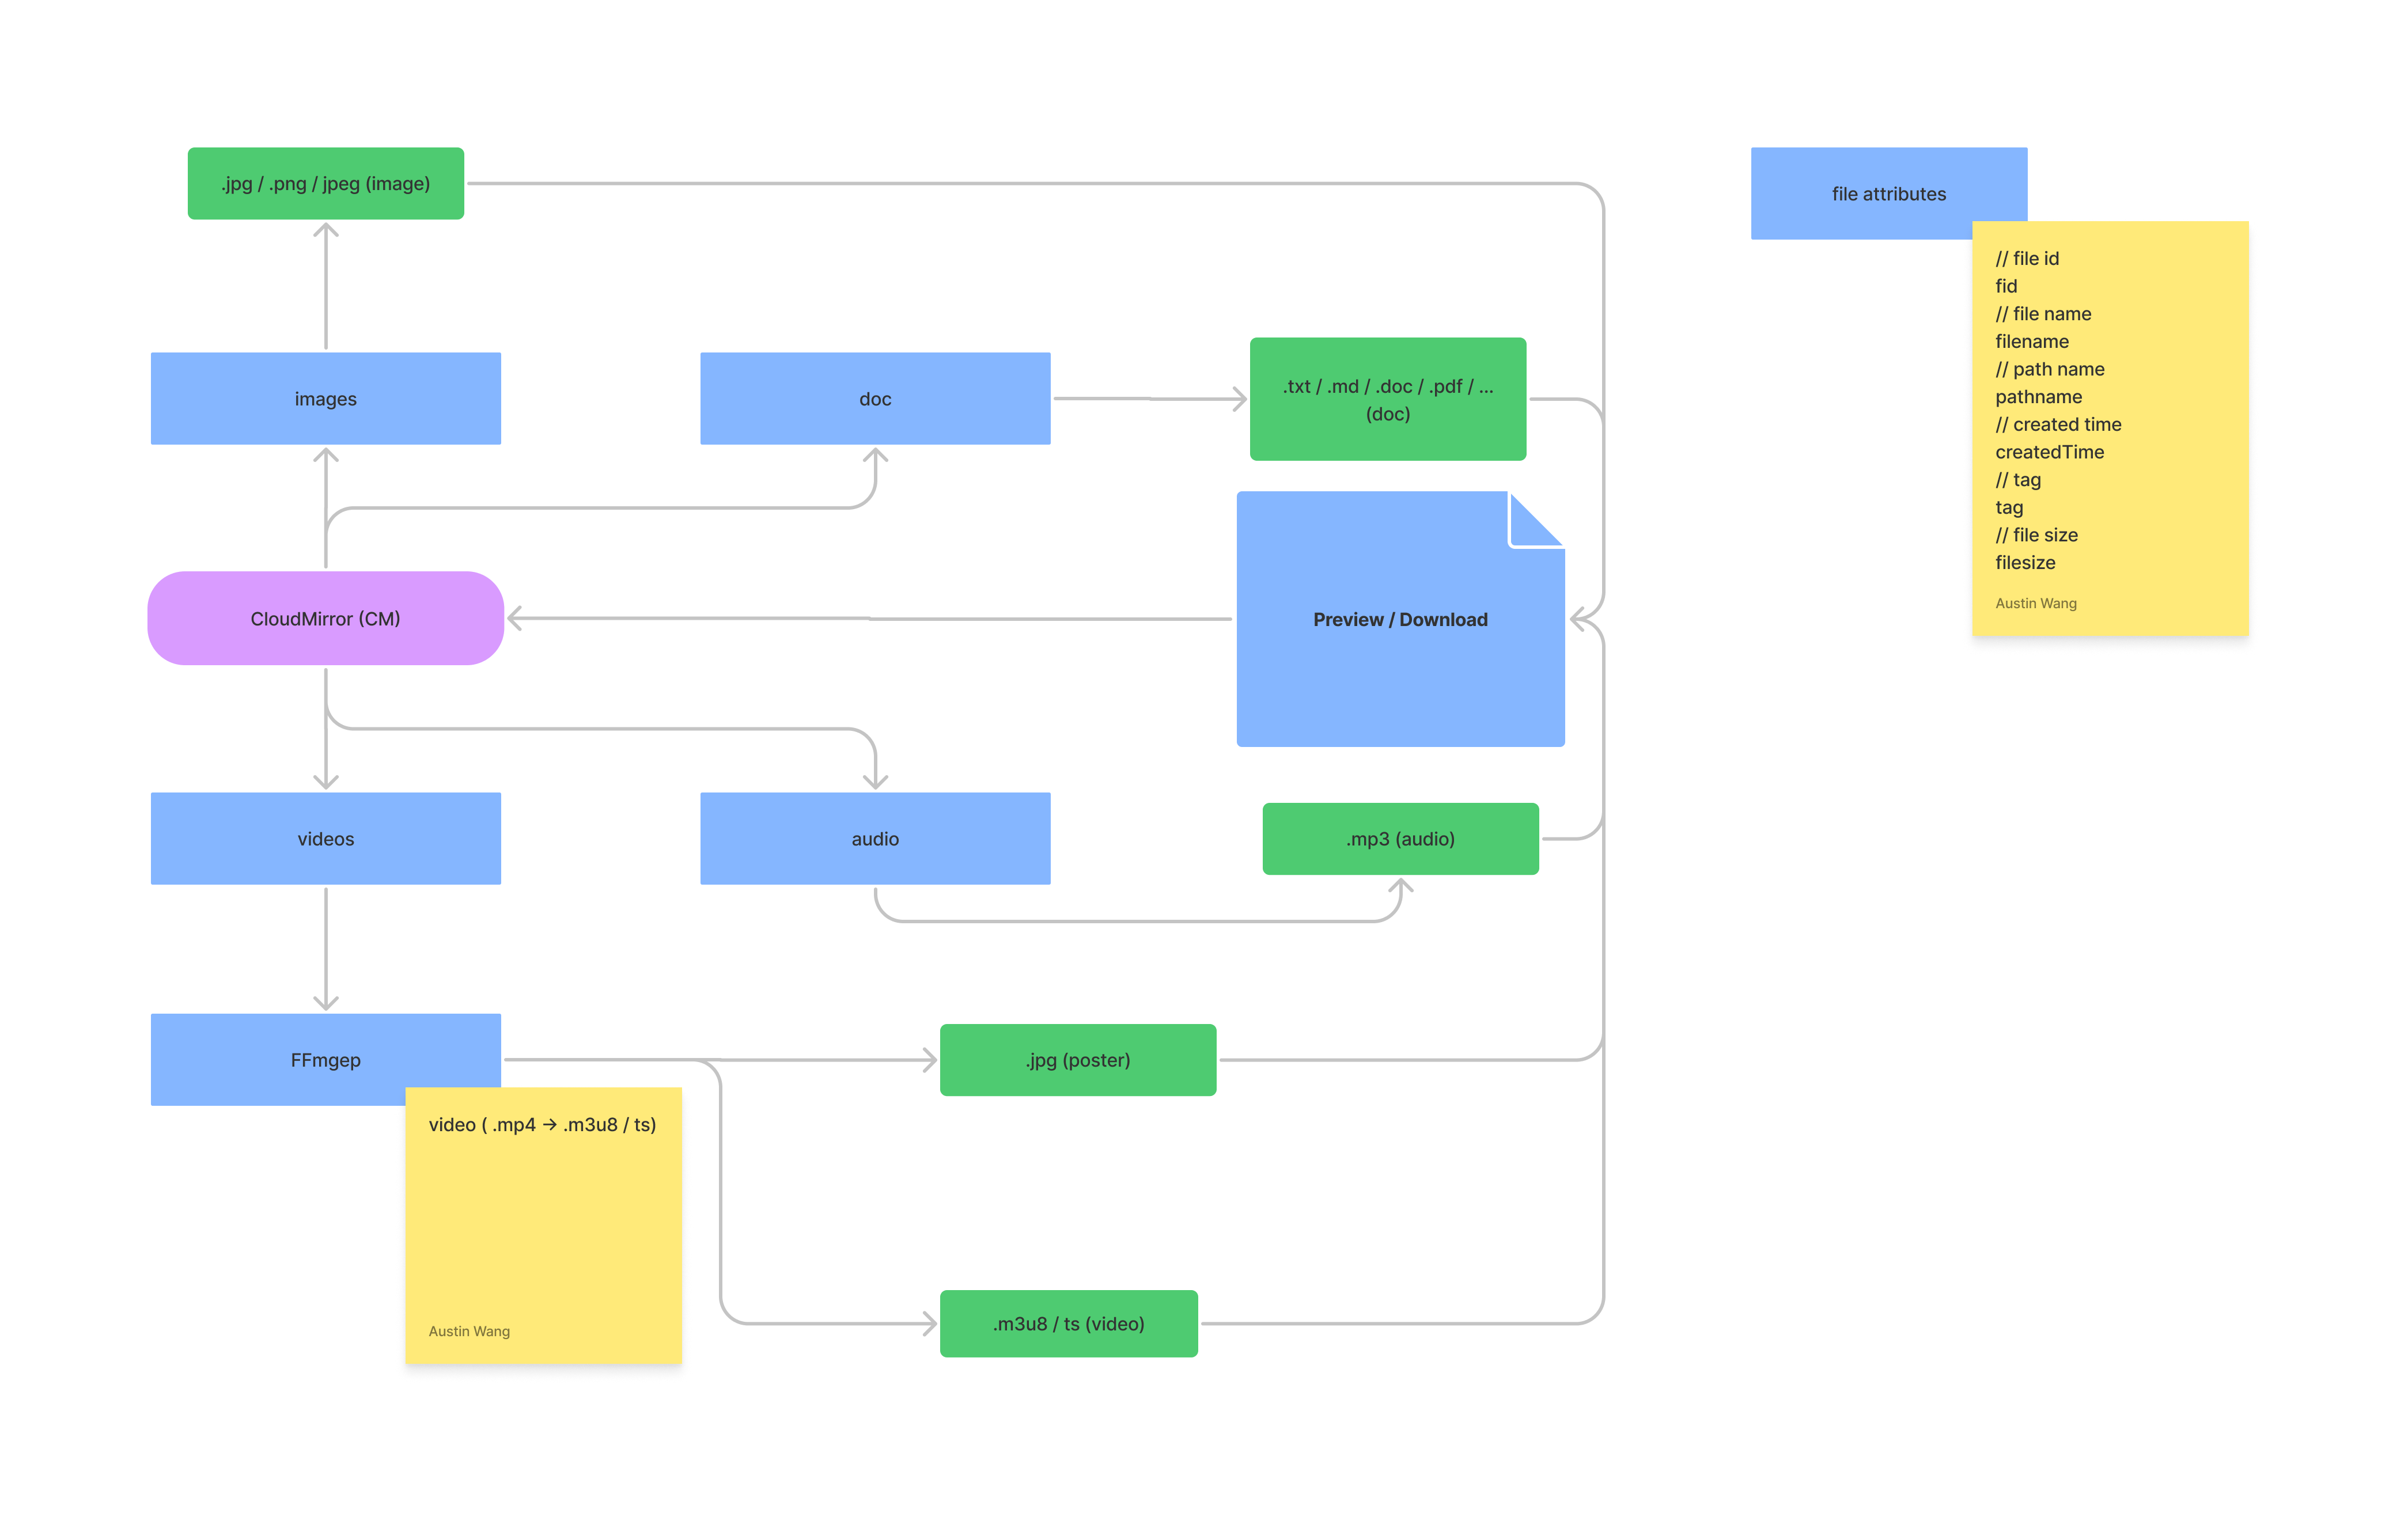 .jpg / .png / jpeg (image)
file attributes
// file id
fid
// file name
filename
// path name
pathname
// created time
createdTime
// tag
tag
// file size
filesize
Austin Wang
images
doc
.txt / .md / .doc / .pdf / ...
(doc)
CloudMirror (CM)
Preview / Download
videos
audio
.mp3 (audio)
FFmgep
.jpg (poster)
video ( .mp4 → .m3u8 / ts)
Austin Wang
.m3u8 / ts (video)